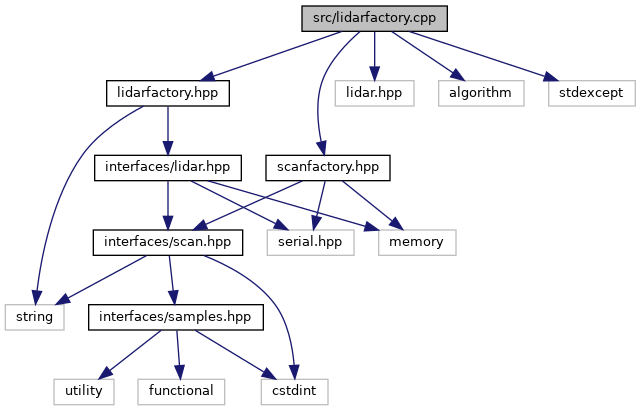 src/lidarfactory.cpp
lidarfactory.hpp
lidar.hpp
algorithm
stdexcept
interfaces/lidar.hpp
scanfactory.hpp
interfaces/scan.hpp
serial.hpp
memory
string
interfaces/samples.hpp
utility
functional
cstdint